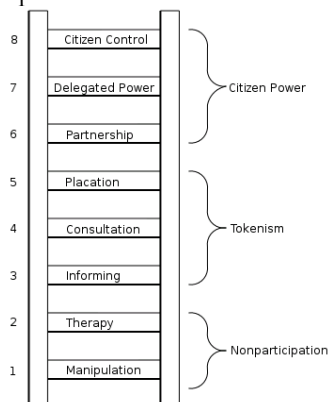 8 Citizen Control
7 Delegated Power
Citizen Power
6 Partnership
5 Placation
4 Consultation
Tokenism
3 Informing
2 Therapy
Nonparticipation
1 Manipulation